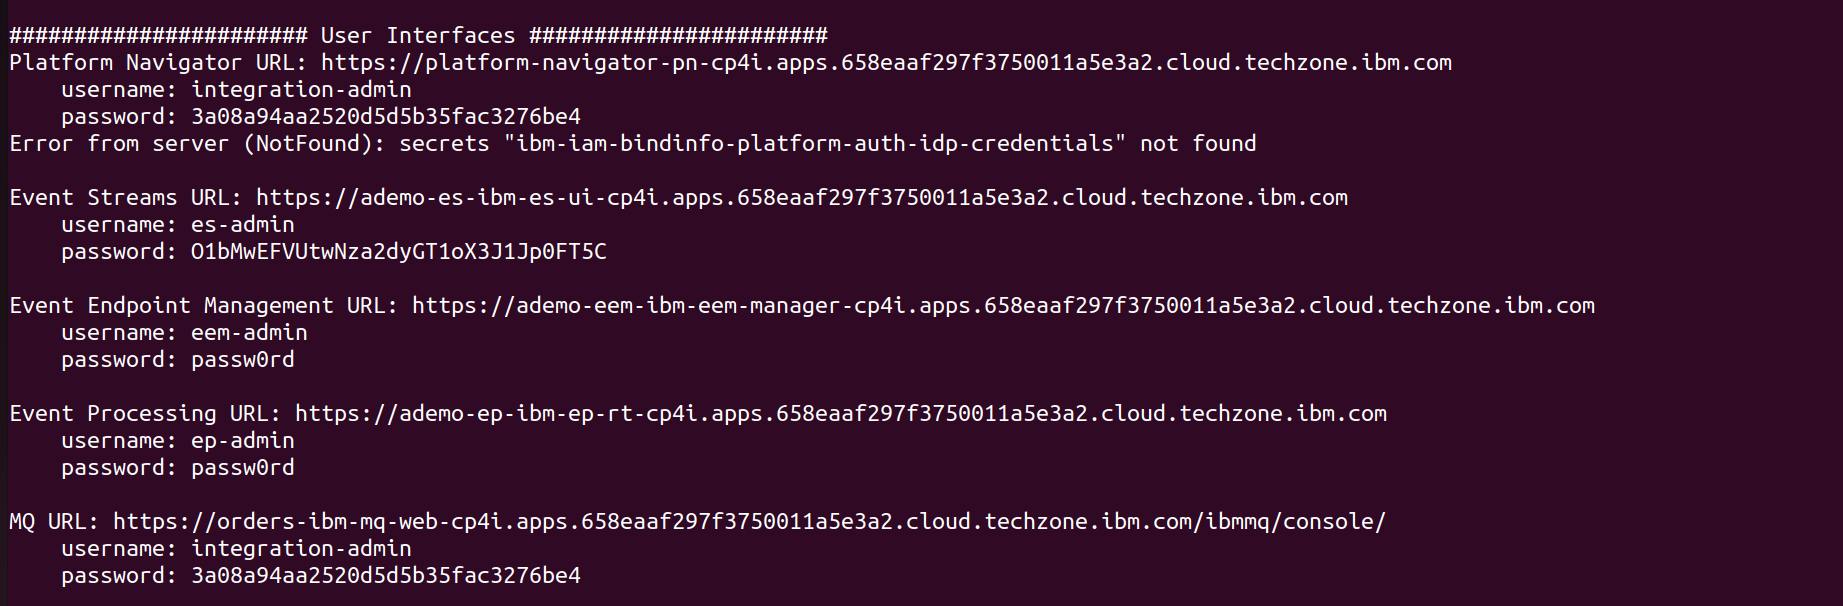 ####################### User Interfaces #######################
Platform Navigator URL: https://platform-navigator-pn-cp4i.apps.658eaaf297f3750011a5e3a2.cloud.techzone.ibm.com
    username: integration-admin
    password: 3a08a94aa2520d5d5b35fac3276be4
Error from server (NotFound): secrets "ibm-iam-bindinfo-platform-auth-idp-credentials" not found

Event Streams URL: https://ademo-es-ibm-es-ui-cp4i.apps.658eaaf297f3750011a5e3a2.cloud.techzone.ibm.com
    username: es-admin
    password: O1bMwEFVUtwNza2dyGT1oX3J1Jp0FT5C

Event Endpoint Management URL: https://ademo-eem-ibm-eem-manager-cp4i.apps.658eaaf297f3750011a5e3a2.cloud.techzone.ibm.com
    username: eem-admin
    password: passw0rd

Event Processing URL: https://ademo-ep-ibm-ep-rt-cp4i.apps.658eaaf297f3750011a5e3a2.cloud.techzone.ibm.com
    username: ep-admin
    password: passw0rd

MQ URL: https://orders-ibm-mq-web-cp4i.apps.658eaaf297f3750011a5e3a2.cloud.techzone.ibm.com/ibmmq/console/
    username: integration-admin
    password: 3a08a94aa2520d5d5b35fac3276be4